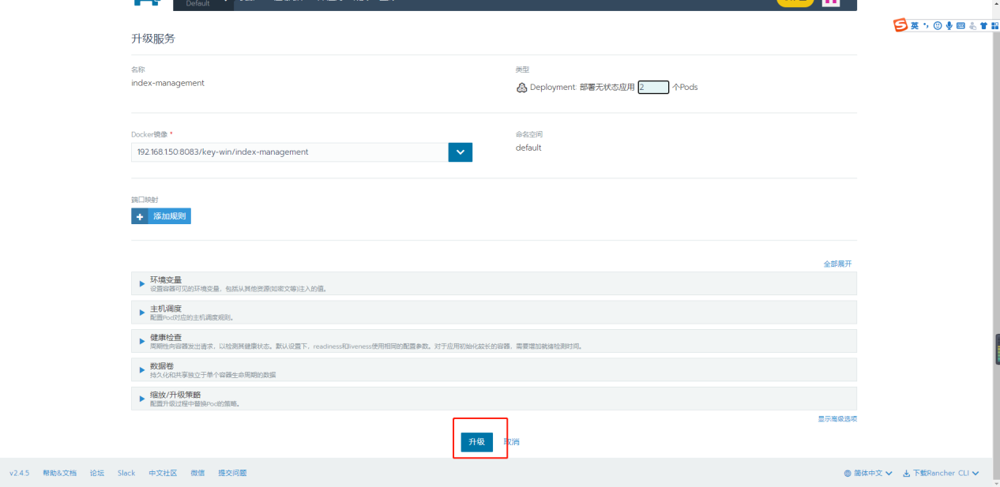 Default
升级服务
名称
类型
index-management
Deployment: 部署无状态应用 2 个Pods
Docker镜像 *
命名空间
192.168.1.50:8083/key-win/index-management
default
端口映射
+ 添加规则
全部展开
环境变量
设置容器可见的环境变量，包括从其他资源(如密文等)注入的值。
主机调度
配置Pod对应的主机调度规则。
健康检查
周期性向容器发出请求，以检测其健康状态。默认设置下，readiness和liveness使用相同的配置参数。对于应用初始化较长的容器，需要增加就绪检测时间。
数据卷
持久化和共享独立于单个容器生命周期的数据
缩放/升级策略
配置升级过程中替换Pod的策略。
显示高级选项
升级 取消
v2.4.5 帮助&文档 论坛 Slack 中文社区 微信 提交问题 简体中文 下载Rancher CLI
英